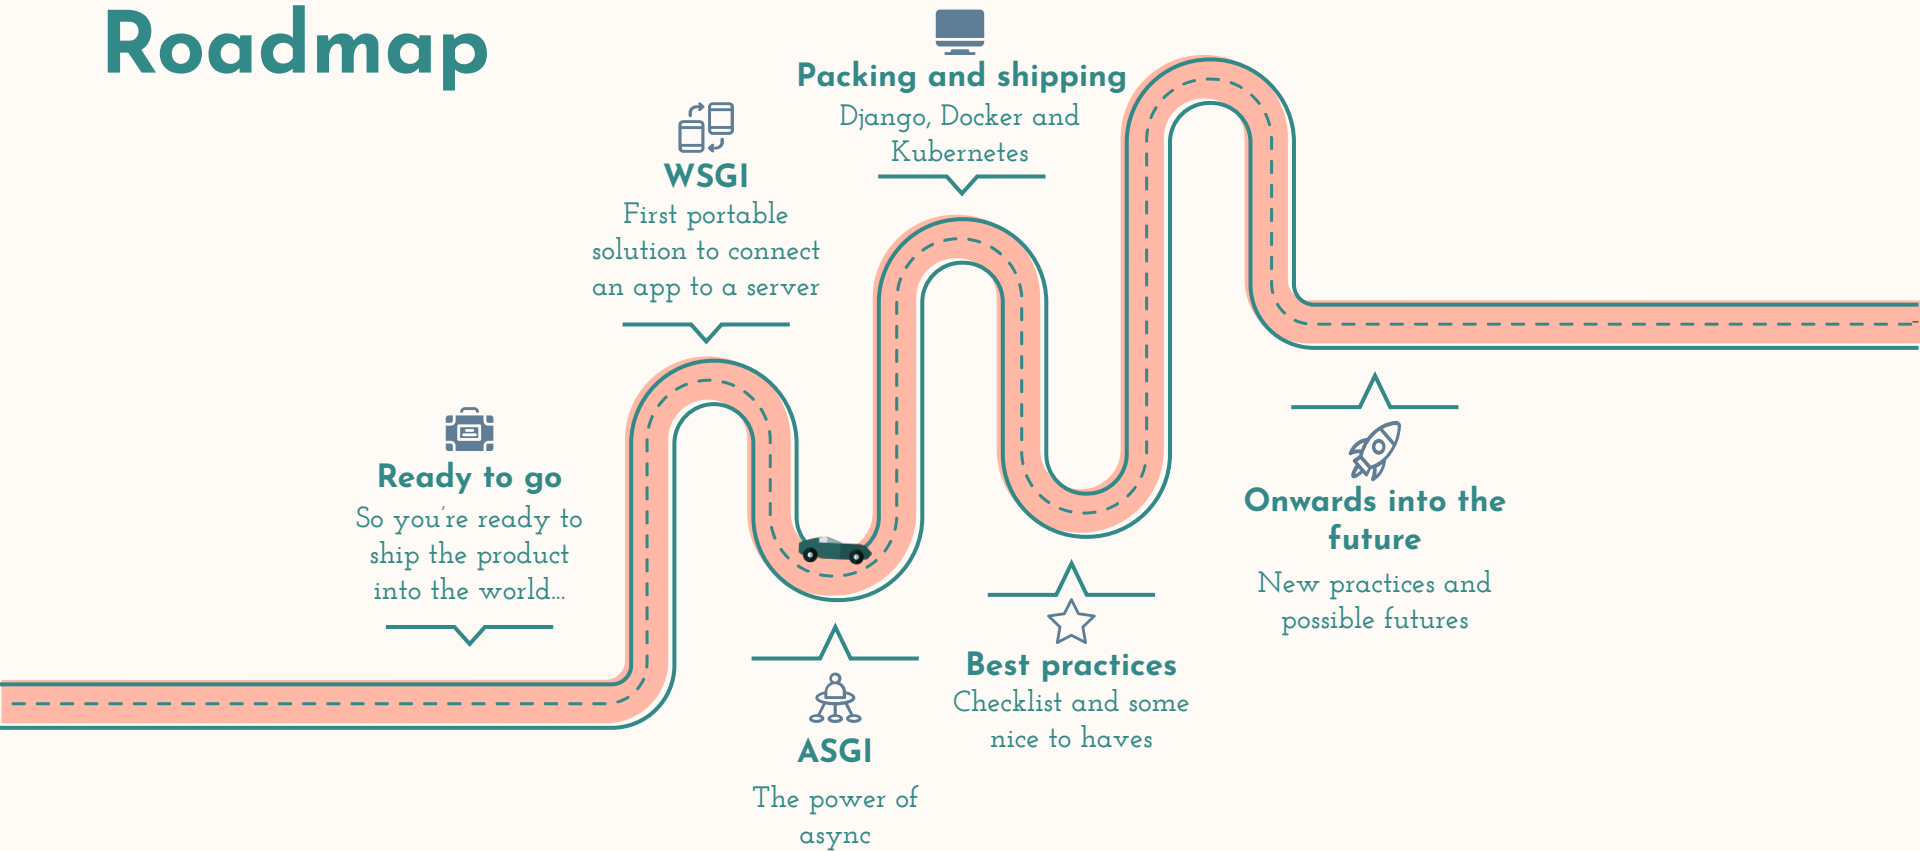 Roadmap
Ready to go
So you're ready to
ship the product
into the world...
WSGI
First portable
solution to connect
an app to a server
ASGI
The power of
async
Packing and shipping
Django, Docker and
Kubernetes
Best practices
Checklist and some
nice to haves
Onwards into the
future
New practices and
possible futures